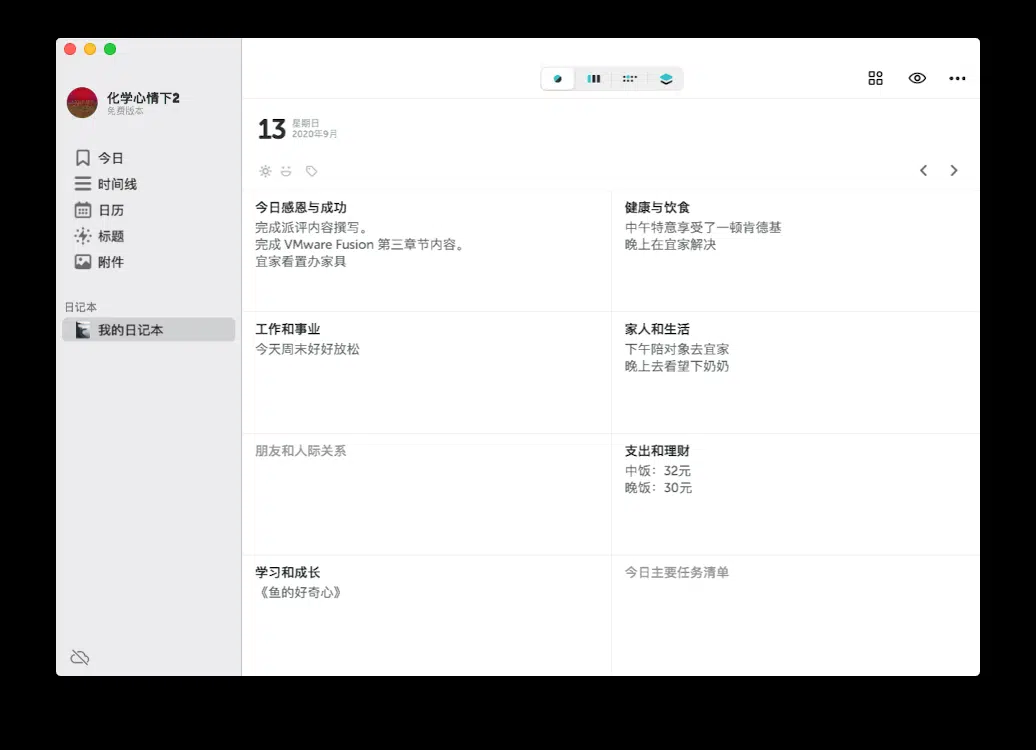 化学心情下2
免费版本
今日
时间线
日历
标题
附件
日记本
我的日记本
13
星期日
2020年9月
今日感恩与成功
完成派评内容撰写。
完成 VMware Fusion 第三章节内容。
宜家看置办家具
健康与饮食
中午特意享受了一顿肯德基
晚上在宜家解决
工作和事业
今天周末好好放松
家人和生活
下午陪对象去宜家
晚上去看望下奶奶
朋友和人际关系
支出和理财
中饭：32元
晚饭：30元
学习和成长
《鱼的好奇心》
今日主要任务清单